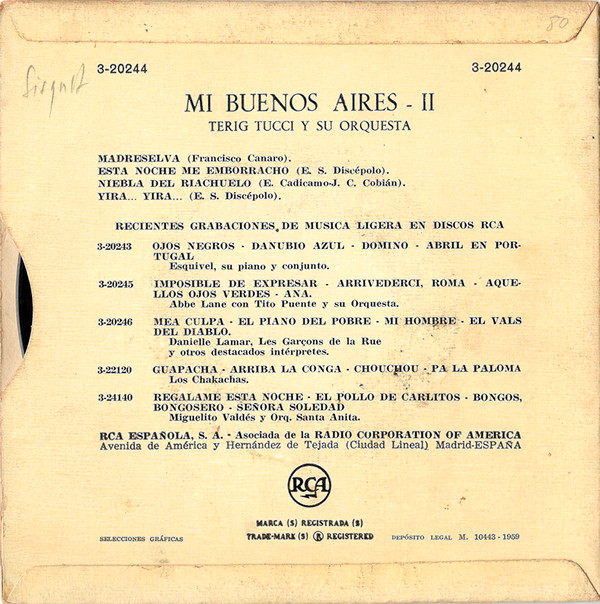 80
3-20244 3-20244
MI BUENOS AIRES - II
TERIG TUCCI Y SU ORQUESTA
MADRESELVA (Francisco Canaro).
ESTA NOCHE ME EMBORRACHO (E. S. Discépolo).
NIEBLA DEL RIACHUELO (E. Cadicamo-J. C. Cobián).
YIRA... YIRA... (E. S. Discépolo).
RECIENTES GRABACIONES DE MUSICA LIGERA EN DISCOS RCA
3-20243 OJOS NEGROS - DANUBIO AZUL - DOMINO - ABRIL EN POR-
TUGAL
Esquivel, su piano y conjunto.
3-20245 IMPOSIBLE DE EXPRESAR - ARRIVEDERCI, ROMA - AQUE-
LLOS OJOS VERDES - ANA.
Abbe Lane con Tito Puente y su Orquesta.
3-20246 MEA CULPA - EL PIANO DEL POBRE - MI HOMBRE - EL VALS
DEL DIABLO.
Danielle Lamar, Les Garçons de la Rue
y otros destacados intérpretes.
3-22120 GUAPACHA - ARRIBA LA CONGA - CHOUCHOU - PA LA PALOMA
Los Chakachas.
3-24140 REGALAME ESTA NOCHE - EL POLLO DE CARLITOS - BONGOS,
BONGOSERO - SEÑORA SOLEDAD
Miguelito Valdés y Orq. Santa Anita.
RCA ESPAÑOLA, S. A. - Asociada de la RADIO CORPORATION OF AMERICA
Avenida de América y Hernández de Tejada (Ciudad Lineal) Madrid-ESPAÑA
RCA
MARCA (S) REGISTRADA (S)
TRADE-MARK (S) ® REGISTERED
SELECCIONES GRÁFICAS
DEPÓSITO LEGAL M. 10443 - 1959